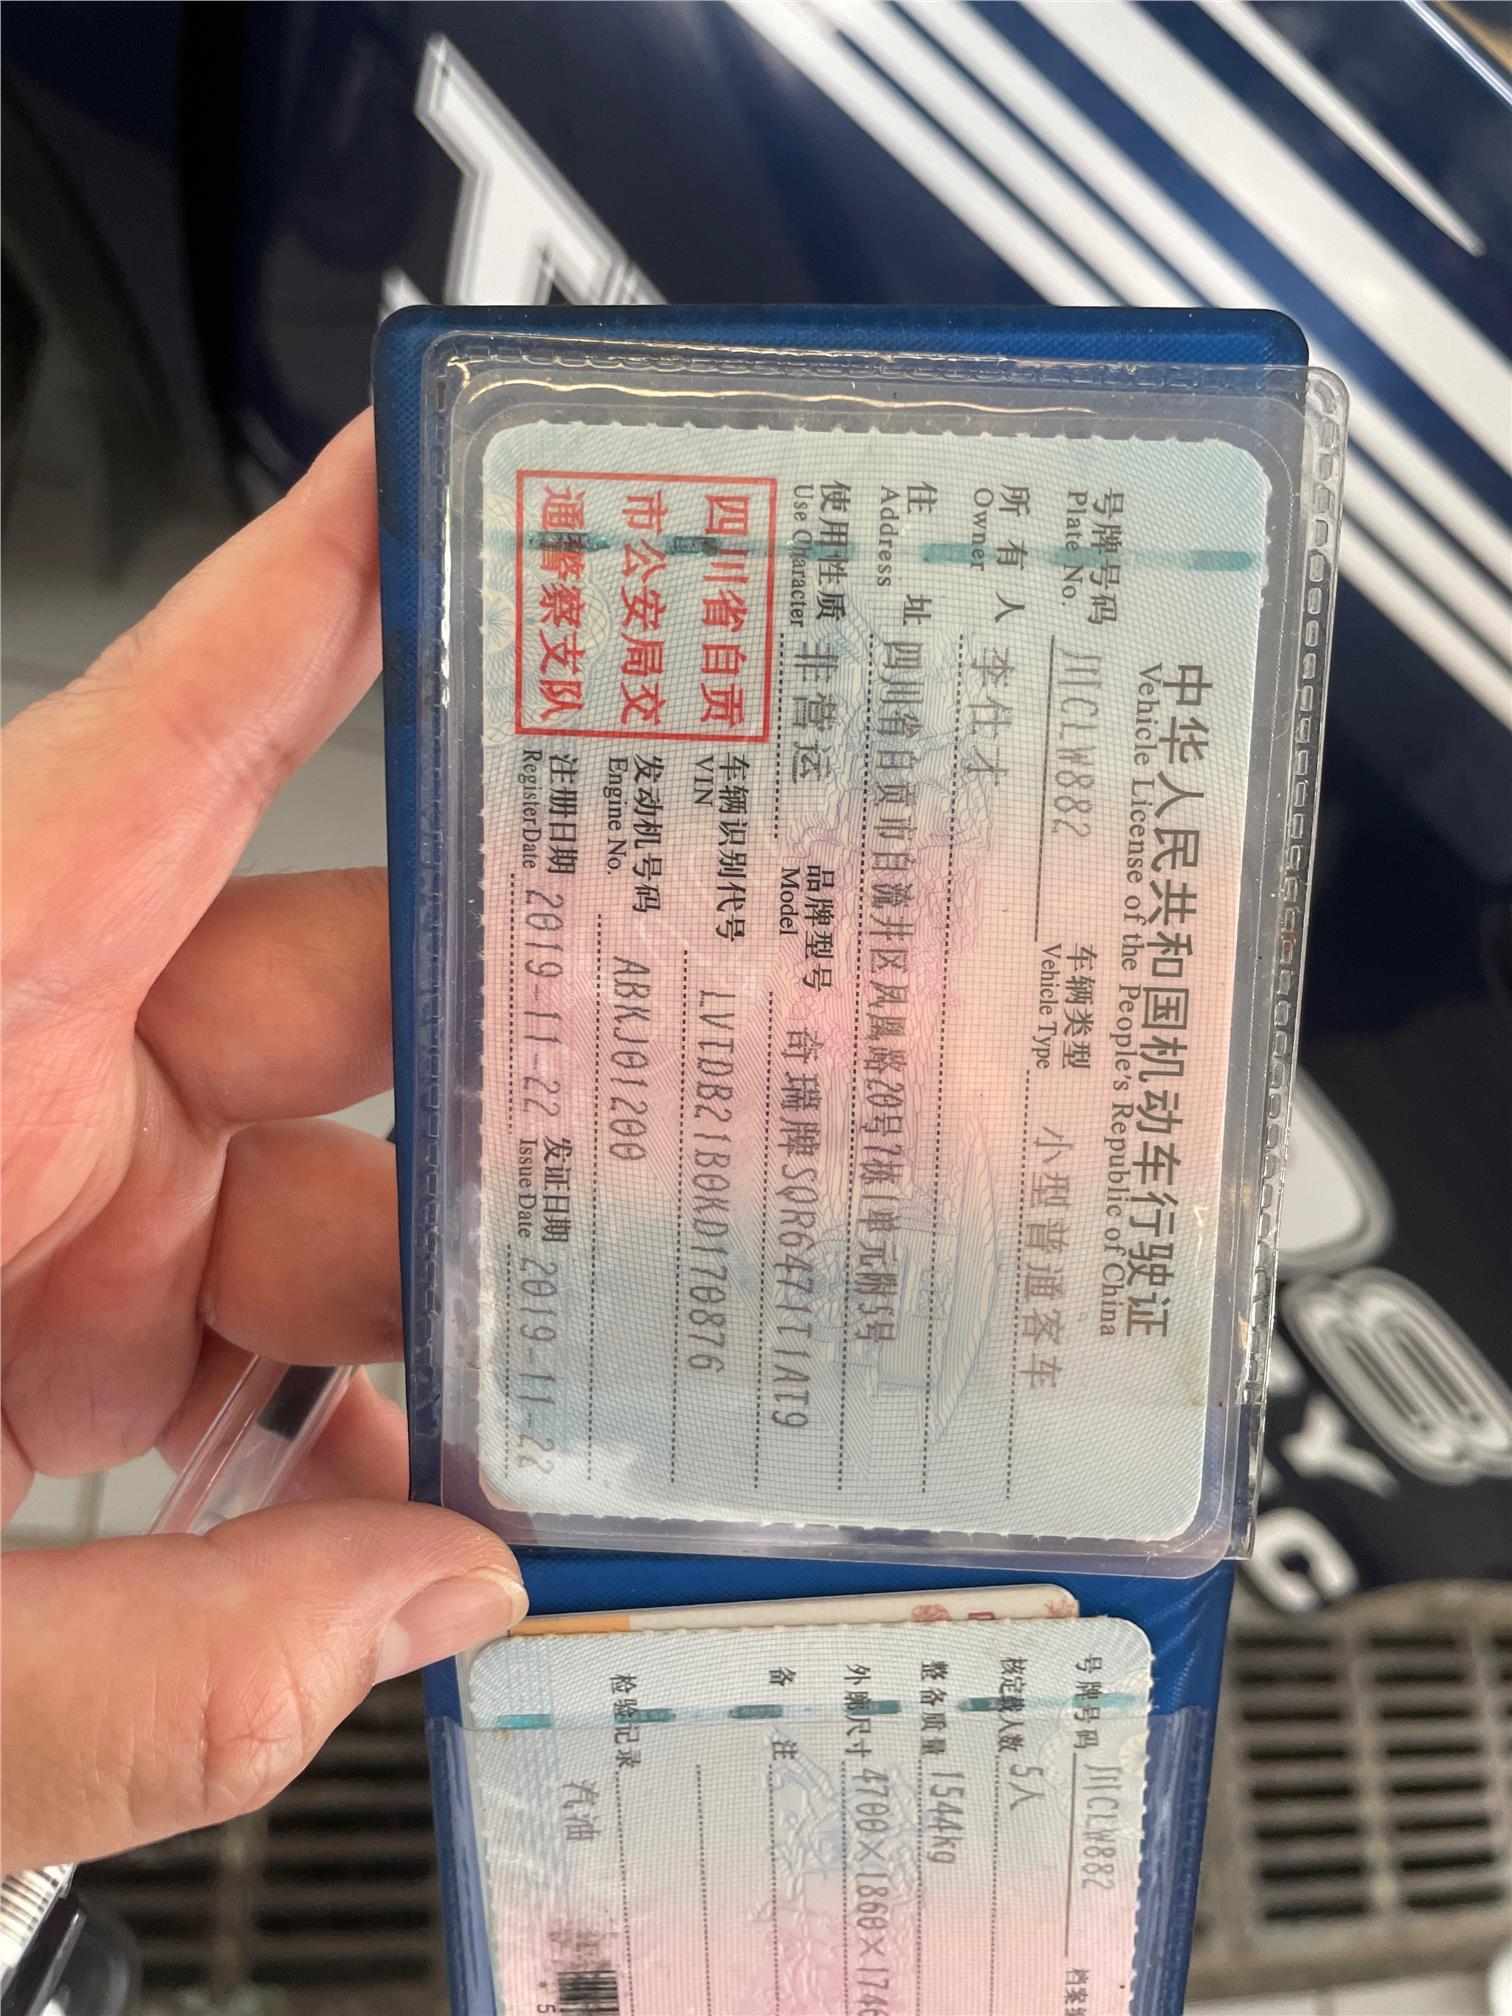 中华人民共和国机动车行驶证
Vehicle License of the People's Republic of China
号牌号码 川CLW882 车辆类型 小型普通客车
Plate No. Vehicle Type
所有人 李仕才
Owner
住址 四川省自贡市自流井区凤凰路20号7栋1单元附5号
Address
使用性质 非营运 品牌型号 奇瑞牌SQR6471T1AT9
Use Character Model
四川省自贡
市公安局交
通警察支队
车辆识别代号 LVTDB21B0KD170876
VIN
发动机号码 ABKJ01200
Engine No.
注册日期 2019-11-22 发证日期 2019-11-22
Register Date Issue Date
号牌号码 川CLW882 档案
核定载人数 5人
整备质量 1544kg
外廓尺寸 4700×1860×1746
备注
检验记录
汽油
*5